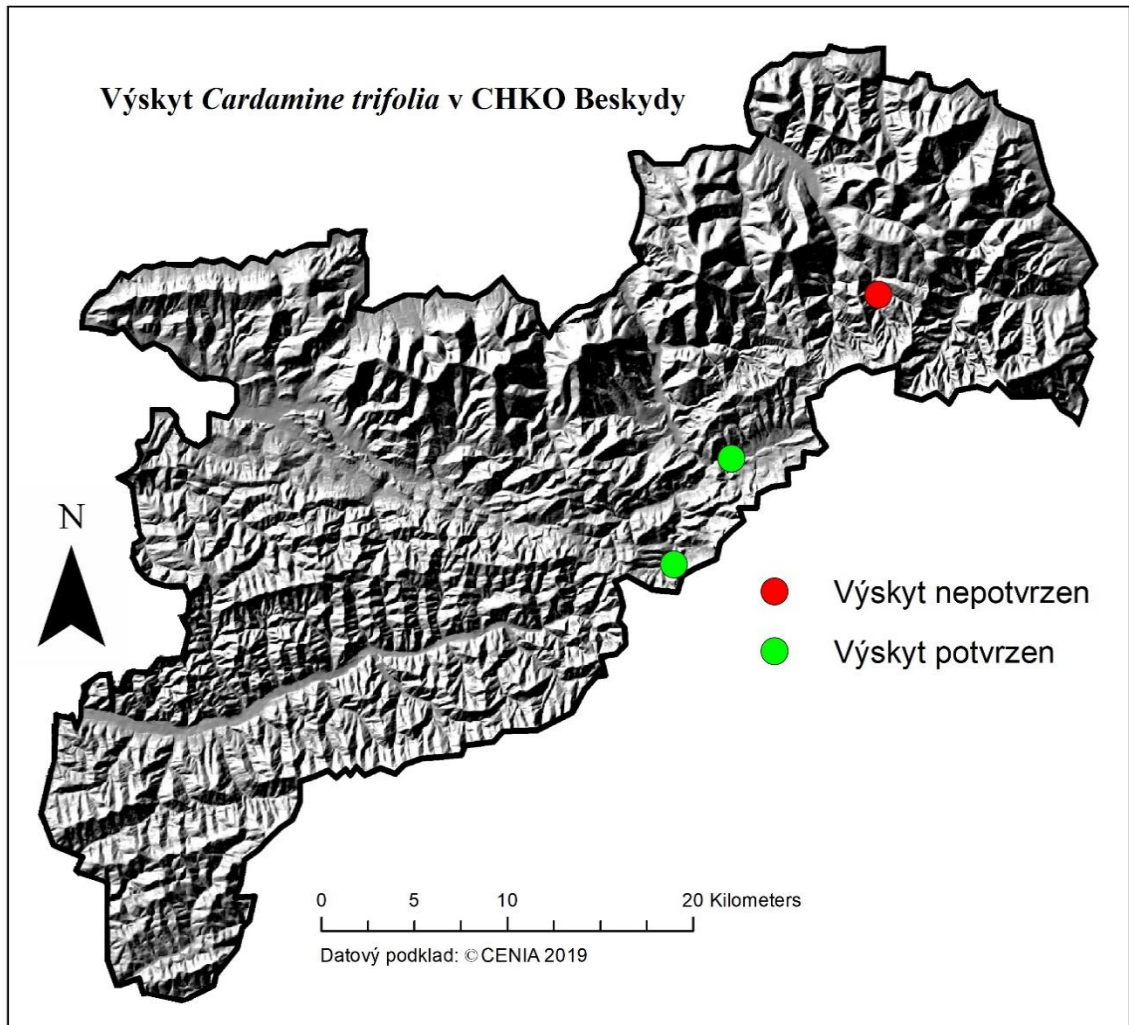 Výskyt Cardamine trifolia v CHKO Beskydy
N
Výskyt nepotvrzen
Výskyt potvrzen
0 5 10 20 Kilometers
Datový podklad: © CENIA 2019